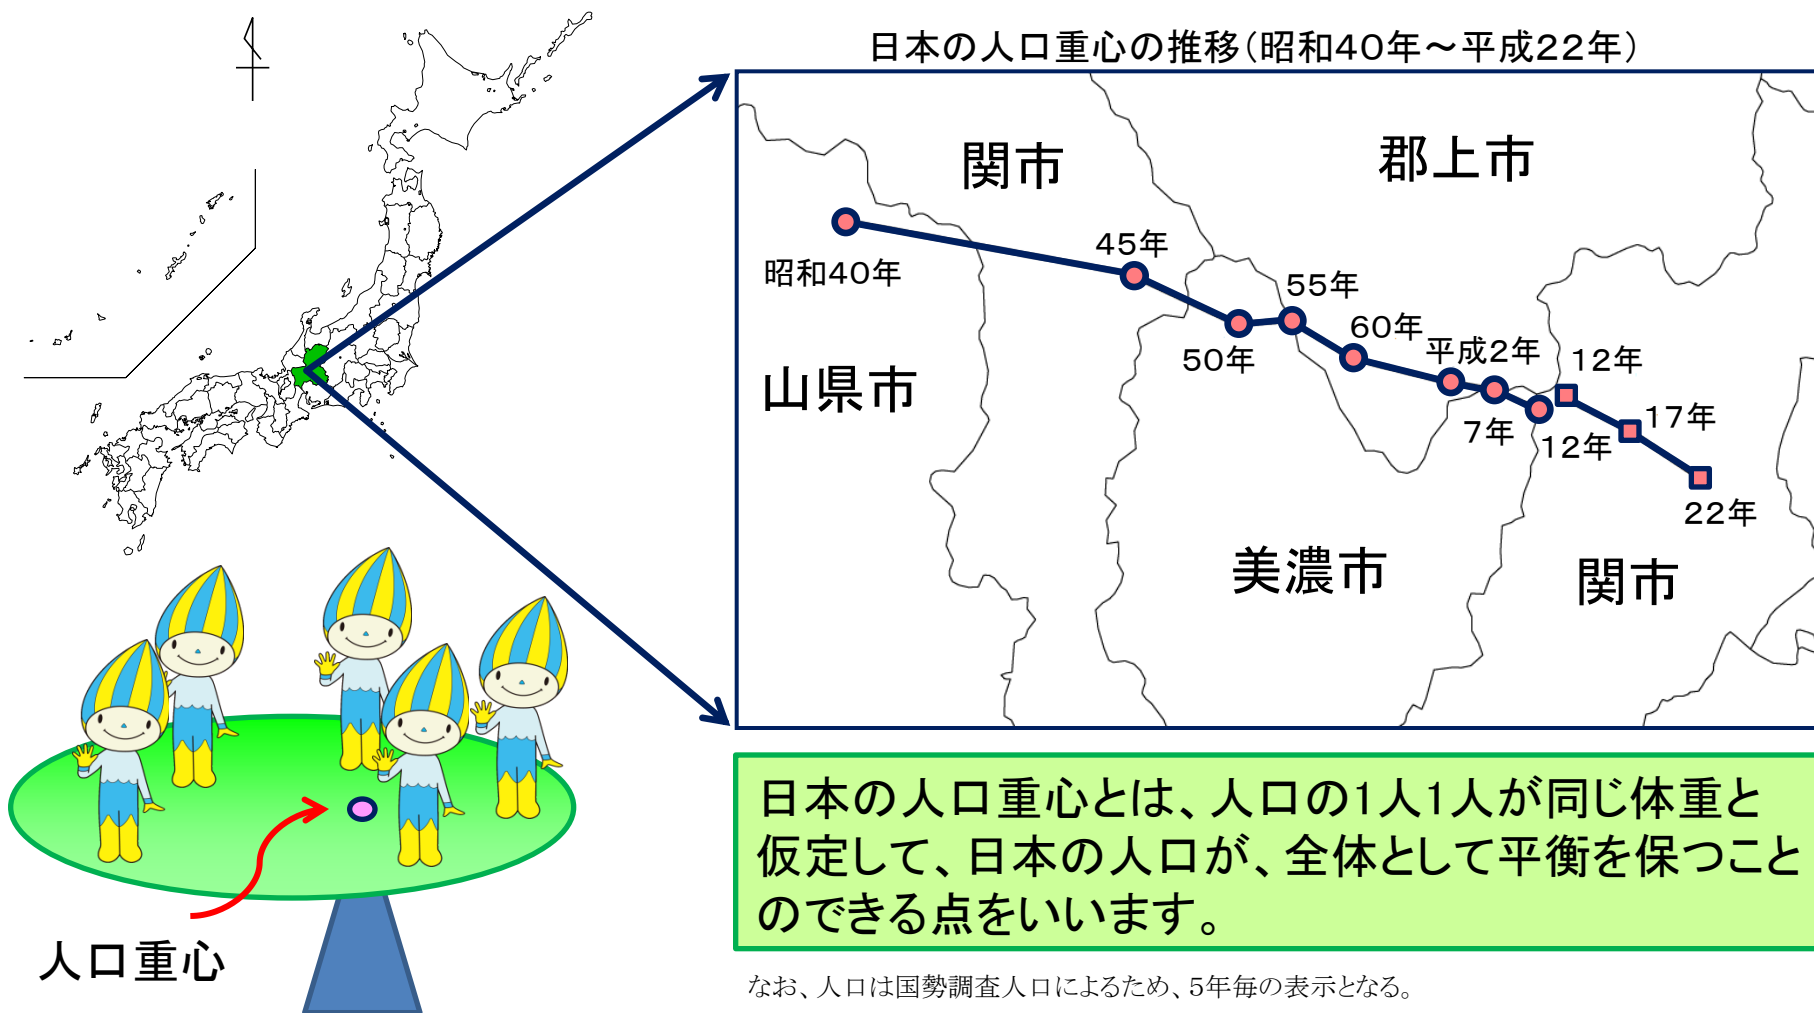 日本の人口重心の推移（昭和４０年～平成２２年）
関市
郡上市
４５年
昭和４０年
５５年
６０年
５０年
平成２年
１２年
山県市
１７年
７年
１２年
２２年
美濃市
関市
日本の人口重心とは、人口の１人１人が同じ体重と
仮定して、日本の人口が、全体として平衡を保つこと
のできる点をいいます。
人口重心
なお、人口は国勢調査人口によるため、５年毎の表示となる。